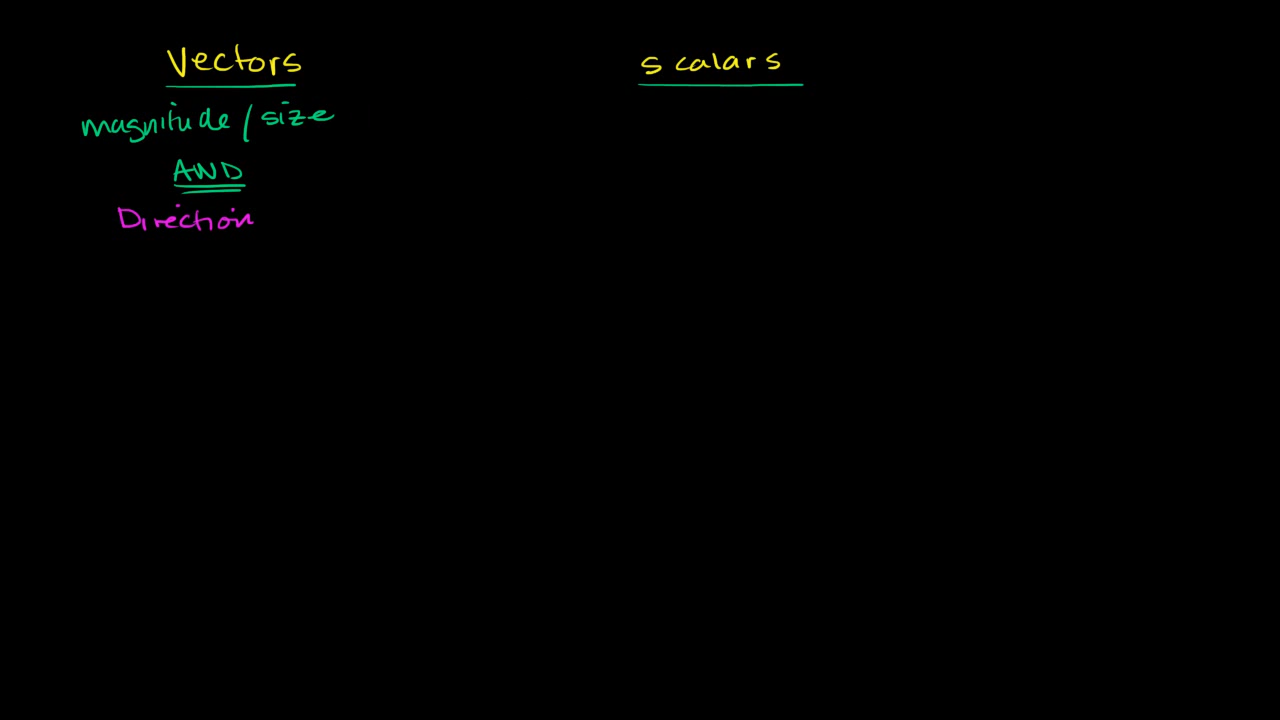 Vectors
scalars
magnitude / size
AND
Direction